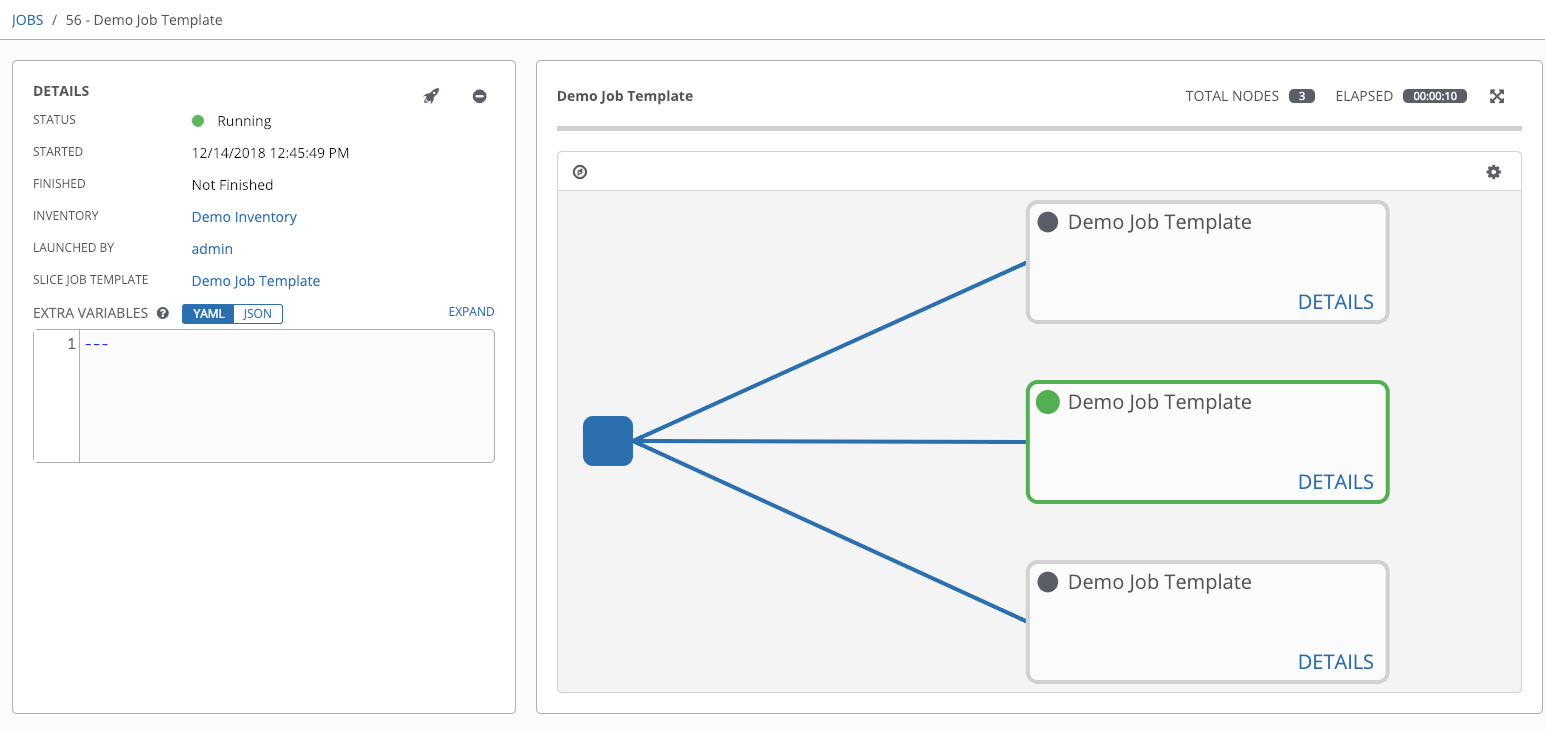 JOBS / 56 - Demo Job Template
DETAILS
STATUS Running
STARTED 12/14/2018 12:45:49 PM
FINISHED Not Finished
INVENTORY Demo Inventory
LAUNCHED BY admin
SLICE JOB TEMPLATE Demo Job Template
EXTRA VARIABLES ? YAML JSON EXPAND
1 ---
Demo Job Template TOTAL NODES 3 ELAPSED 00:00:10
Demo Job Template
DETAILS
Demo Job Template
DETAILS
Demo Job Template
DETAILS